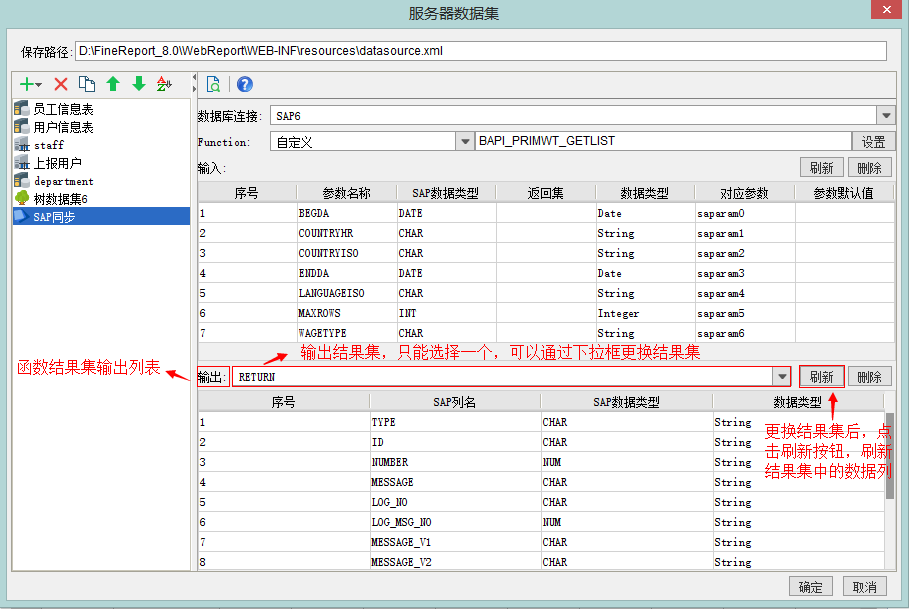 服务器数据集
保存路径: D:\FineReport_8.0\WebReport\WEB-INF\resources\datasource.xml
员工信息表
用户信息表
staff
上报用户
department
树数据集6
SAP同步
数据库连接: SAP6
Function: 自定义 BAPI_PRIMWT_GETLIST 设置
输入: 刷新 删除
序号 参数名称 SAP数据类型 返回集 数据类型 对应参数 参数默认值
1 BEGDA DATE Date saparam0
2 COUNTRYHR CHAR String saparam1
3 COUNTRYISO CHAR String saparam2
4 ENDDA DATE Date saparam3
5 LANGUAGEISO CHAR String saparam4
6 MAXROWS INT Integer saparam5
7 WAGETYPE CHAR String saparam6
输出结果集，只能选择一个，可以通过下拉框更换结果集
函数结果集输出列表
输出: RETURN 刷新 删除
序号 SAP列名 SAP数据类型 数据类型
1 TYPE CHAR String
2 ID CHAR String
3 NUMBER NUM String
4 MESSAGE CHAR String
5 LOG_NO CHAR String
6 LOG_MSG_NO NUM String
7 MESSAGE_V1 CHAR String
8 MESSAGE_V2 CHAR String
更换结果集后，点
击刷新按钮，刷新
结果集中的数据列
确定 取消